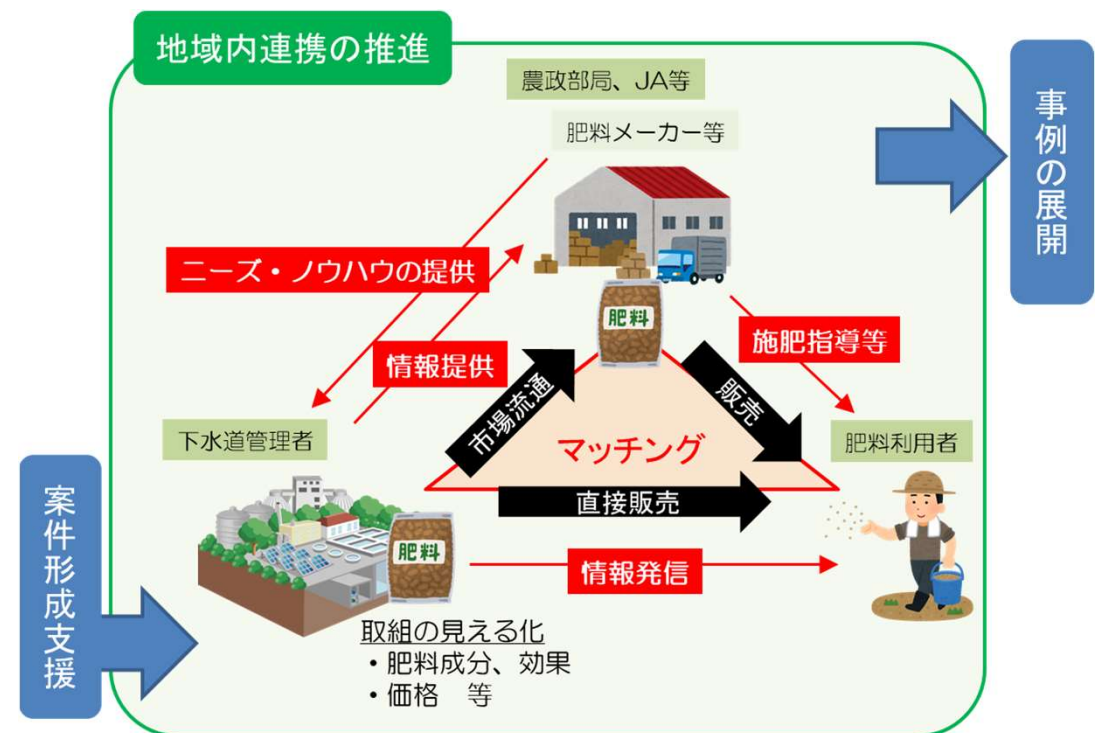 地域内連携の推進
農政部局、JA等
肥料メーカー等
事例の展開
ニーズ・ノウハウの提供
肥料
施肥指導等
情報提供
市場流通
販売
下水道管理者
マッチング
肥料利用者
直接販売
案件形成支援
肥料
情報発信
取組の見える化
・肥料成分、効果
・価格　等